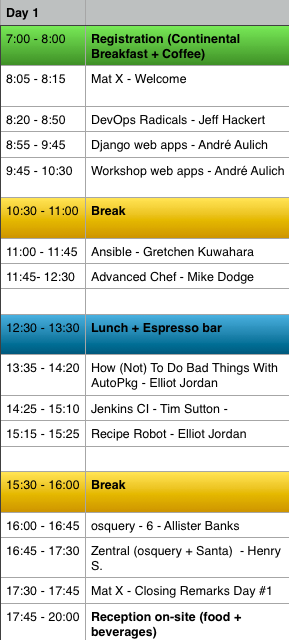 Day 1
7:00 - 8:00 Registration (Continental
Breakfast + Coffee)
8:05 - 8:15 Mat X - Welcome
8:20 - 8:50 DevOps Radicals - Jeff Hackert
8:55 - 9:45 Django web apps - André Aulich
9:45 - 10:30 Workshop web apps - André Aulich
10:30 - 11:00 Break
11:00 - 11:45 Ansible - Gretchen Kuwahara
11:45- 12:30 Advanced Chef - Mike Dodge
12:30 - 13:30 Lunch + Espresso bar
13:35 - 14:20 How (Not) To Do Bad Things With
AutoPkg - Elliot Jordan
14:25 - 15:10 Jenkins CI - Tim Sutton -
15:15 - 15:25 Recipe Robot - Elliot Jordan
15:30 - 16:00 Break
16:00 - 16:45 osquery - 6 - Allister Banks
16:45 - 17:30 Zentral (osquery + Santa) - Henry
S.
17:30 - 17:45 Mat X - Closing Remarks Day #1
17:45 - 20:00 Reception on-site (food +
beverages)